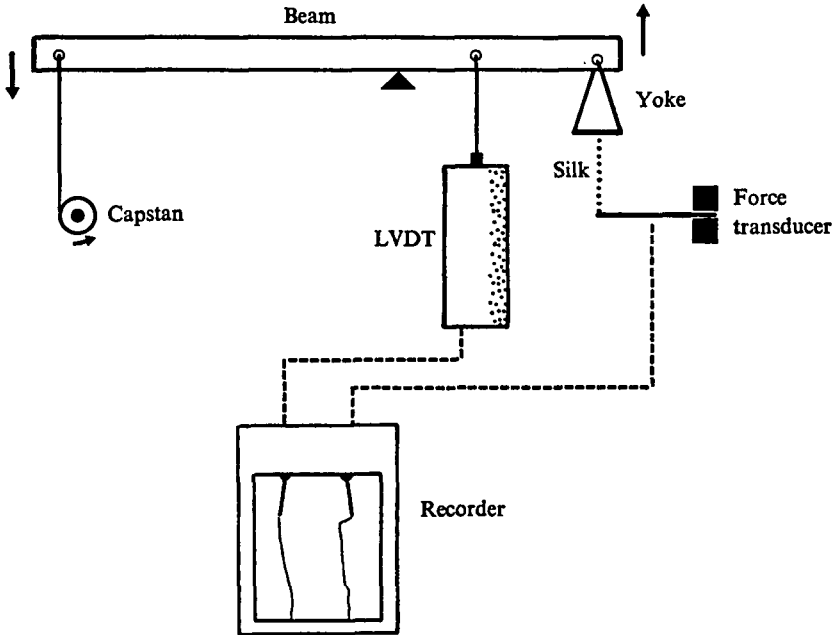 Beam
Yoke
Silk
Force
transducer
Capstan
LVDT
Recorder